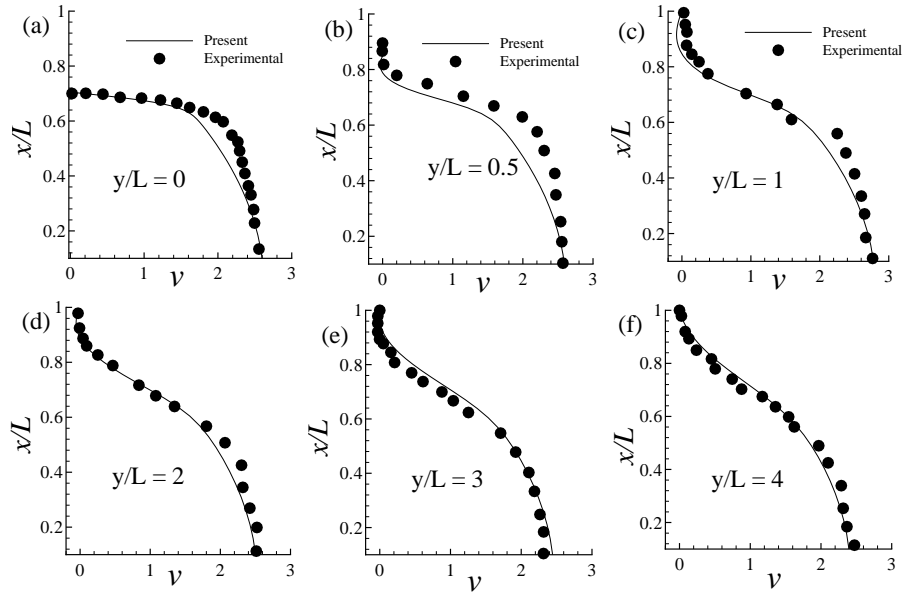 (a)
1
0.8
0.6
0.4
0.2
x/L
Present
Experimental
y/L = 0
0 1 2 3
v
(b)
1
0.8
0.6
0.4
0.2
x/L
Present
Experimental
y/L = 0.5
0 1 2 3
v
(c)
1
0.8
0.6
0.4
0.2
x/L
Present
Experimental
y/L = 1
0 1 2 3
v
(d)
1
0.8
0.6
0.4
0.2
x/L
y/L = 2
0 1 2 3
v
(e)
1
0.8
0.6
0.4
0.2
x/L
y/L = 3
0 1 2 3
v
(f)
1
0.8
0.6
0.4
0.2
x/L
y/L = 4
0 1 2 3
v